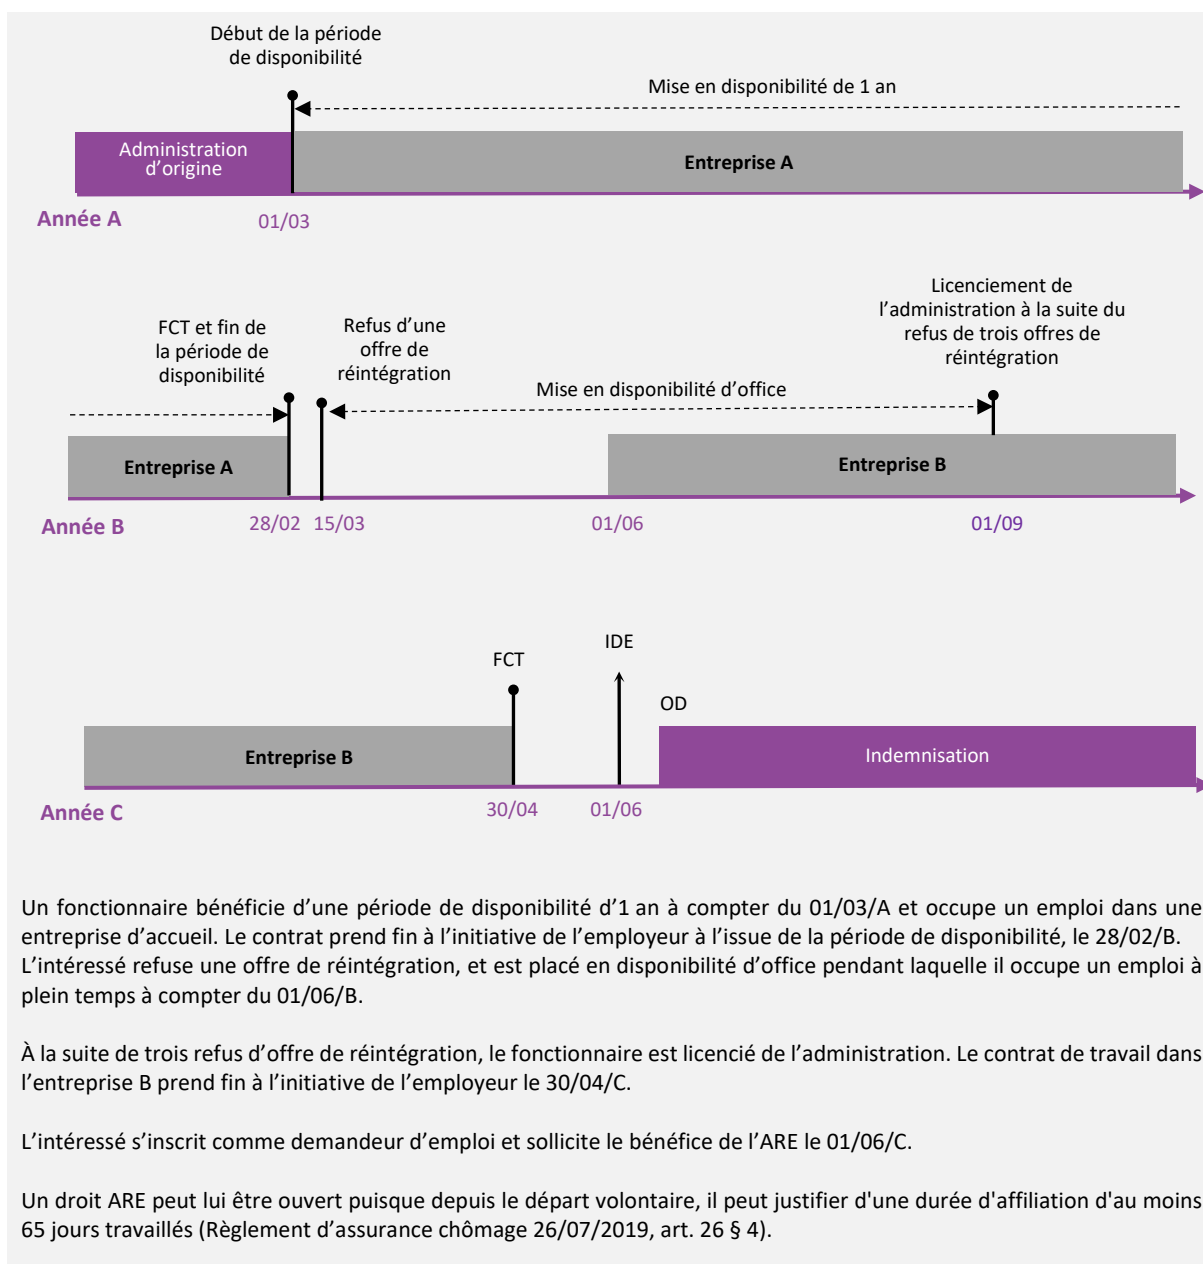 Début de la période
de disponibilité
Mise en disponibilité de 1 an
Administration
d’origine
Entreprise A
Année A
01/03
Licenciement de
l’administration à la suite du
refus de trois offres de
réintégration
FCT et fin de
la période de
disponibilité
Refus d’une
offre de
réintégration
Mise en disponibilité d’office
Entreprise A
Entreprise B
Année B
28/02
15/03
01/06
01/09
FCT
IDE
OD
Entreprise B
Indemnisation
Année C
30/04
01/06
Un fonctionnaire bénéficie d’une période de disponibilité d’1 an à compter du 01/03/A et occupe un emploi dans une
entreprise d’accueil. Le contrat prend fin à l’initiative de l’employeur à l’issue de la période de disponibilité, le 28/02/B.
L’intéressé refuse une offre de réintégration, et est placé en disponibilité d’office pendant laquelle il occupe un emploi à
plein temps à compter du 01/06/B.
À la suite de trois refus d’offre de réintégration, le fonctionnaire est licencié de l’administration. Le contrat de travail dans
l’entreprise B prend fin à l’initiative de l’employeur le 30/04/C.
L’intéressé s’inscrit comme demandeur d’emploi et sollicite le bénéfice de l’ARE le 01/06/C.
Un droit ARE peut lui être ouvert puisque depuis le départ volontaire, il peut justifier d'une durée d'affiliation d'au moins
65 jours travaillés (Règlement d’assurance chômage 26/07/2019, art. 26 § 4).